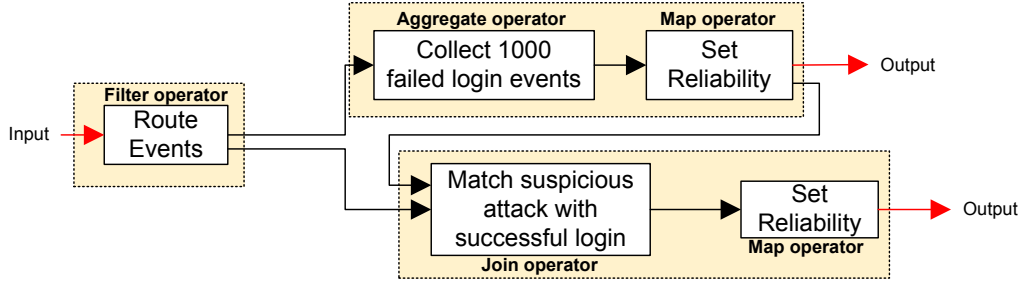 Aggregate operator
Map operator
Collect 1000
failed login events
Set
Reliability
Output
Filter operator
Input
Route
Events
Match suspicious
attack with
successful login
Join operator
Set
Reliability
Map operator
Output